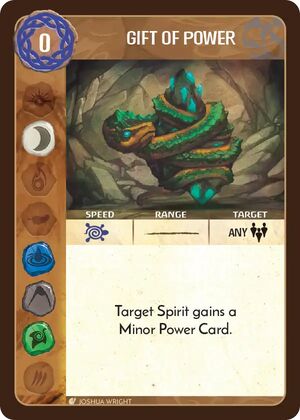 0
GIFT OF POWER
SPEED RANGE TARGET
ANY
Target Spirit gains a
Minor Power Card.
JOSHUA WRIGHT